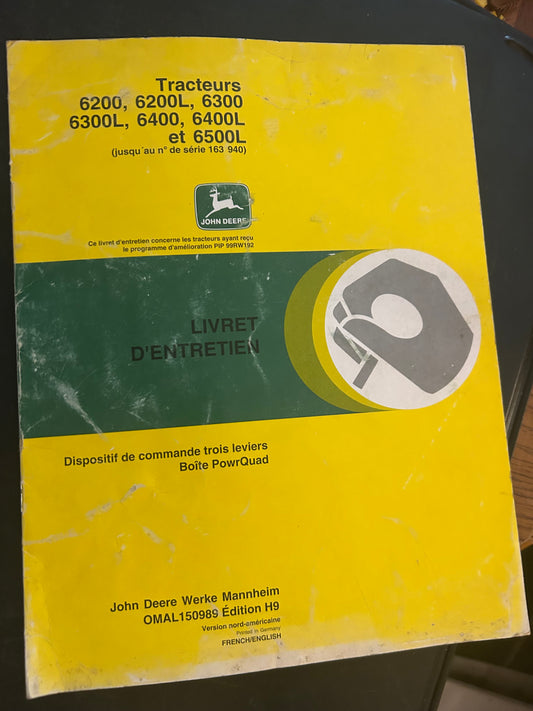 Tracteurs
6200, 6200L, 6300
6300L, 6400, 6400L
et 6500L
(jusqu'au n° de série 163 940)
JOHN DEERE
Ce livret d'entretien concerne les tracteurs ayant reçu
le programme d'amélioration PIP 99RW192
LIVRET
D'ENTRETIEN
Dispositif de commande trois leviers
Boîte PowrQuad
John Deere Werke Mannheim
OMAL150989 Édition H9
Version nord-américaine
Printed in Germany
FRENCH/ENGLISH